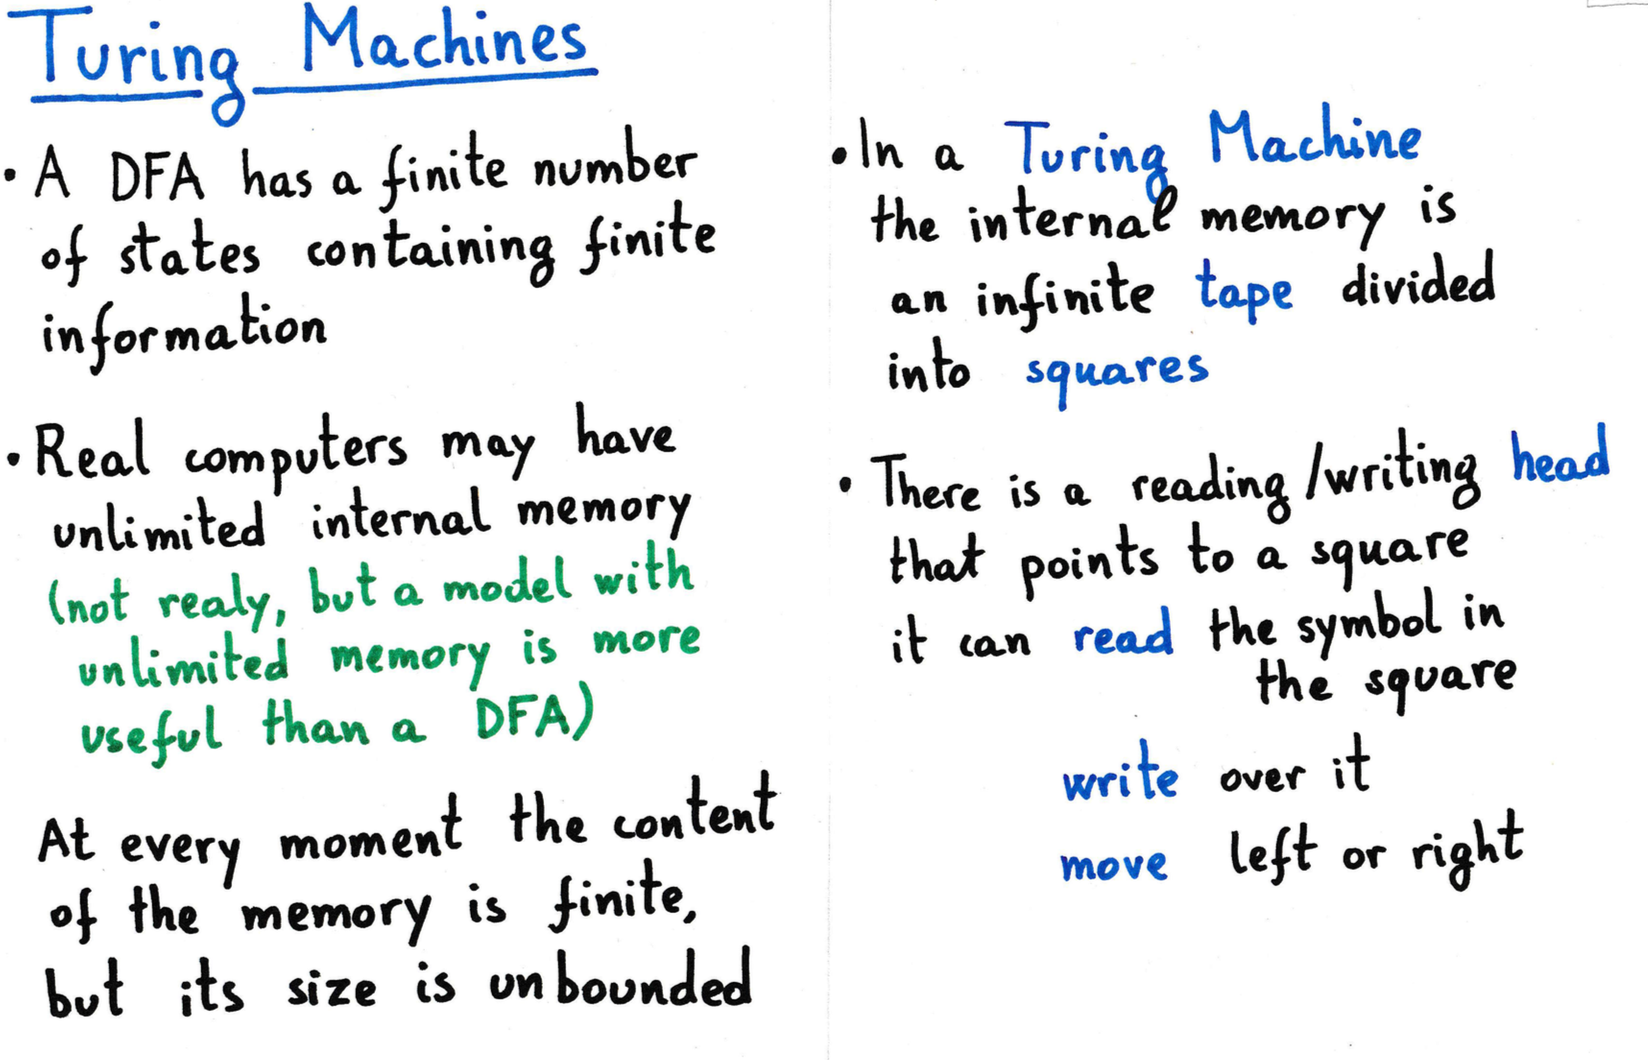 Turing Machines
• A DFA has a finite number
of states containing finite
information
• Real computers may have
unlimited internal memory
(not realy, but a model with
unlimited memory is more
useful than a DFA)
At every moment the content
of the memory is finite,
but its size is unbounded
• In a Turing Machine
the internal memory is
an infinite tape divided
into squares
• There is a reading/writing head
that points to a square
it can read the symbol in
the square
write over it
move left or right